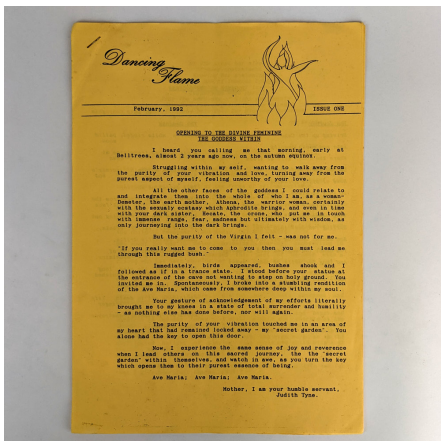 Dancing
Flame
February, 1992
ISSUE ONE
OPENING TO THE DIVINE FEMININE
THE GODDESS WITHIN
I heard you calling me that morning, early at
Belltrees, almost 2 years ago now, on the autumn equinox.
Struggling within my self, wanting to walk away from
the purity of your vibration and love, turning away from the
purest aspect of myself, feeling unworthy of your love.
All the other faces of the goddess I could relate to
and integrate them into the whole of who I am, as a woman-
Demeter, the earth mother, Athena, the warrior woman, certainly
with the sexualy ecstasy which Aphrodite brings, and even in time
with your dark sister, Hecate, the crone, who put me in touch
with immense rage, fear, sadness but ultimately with wisdom, as
only journeying into the dark brings.
But the purity of the Virgin I felt - was not for me.
"If you really want me to come to you then you must lead me
through this rugged bush."
Immediately, birds appeared, bushes shook and I
followed as if in a trance state. I stood before your statue at
the entrance of the cave not wanting to step on holy ground. You
invited me in. Spontaneously, I broke into a stumbling rendition
of the Ave Maria, which came from somewhere deep within my soul.
Your gesture of acknowledgement of my efforts literally
brought me to my knees in a state of total surrender and humility
- as nothing else has done before, nor will again.
The purity of your vibration touched me in an area of
my heart that had remained locked away - my "secret garden". You
alone had the key to open this door.
Now, I experience the same sense of joy and reverence
when I lead others on this sacred journey, the the "secret
garden" within themselves, and watch in awe, as you turn the key
which opens them to their purest essence of being.
Ave Maria; Ave Maria; Ave Maria.
Mother, I am your humble servant,
Judith Tyne.